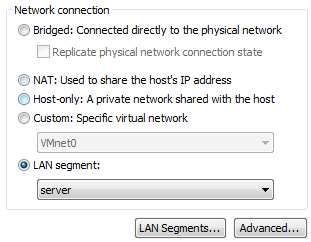 Network connection
Bridged: Connected directly to the physical network
Replicate physical network connection state
NAT: Used to share the host's IP address
Host-only: A private network shared with the host
Custom: Specific virtual network
VMnet0
LAN segment:
server
LAN Segments... Advanced...